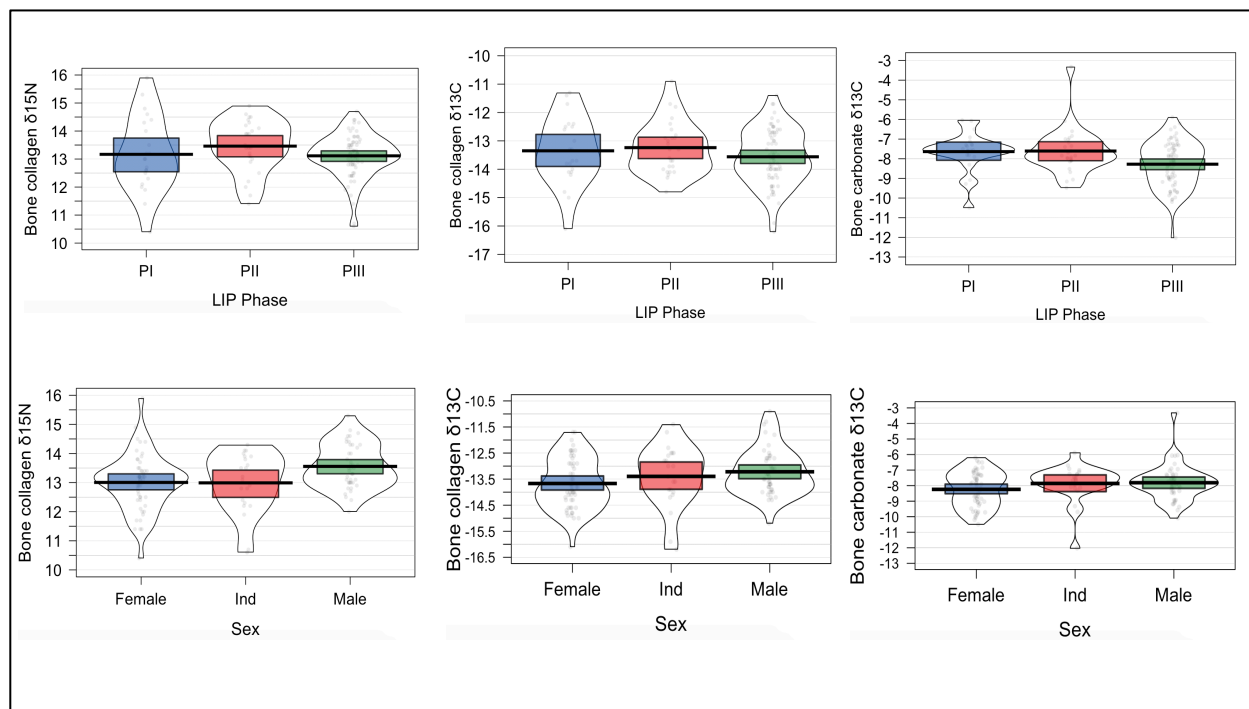 Bone collagen δ15N
16
15
14
13
12
11
10
PI PII PIII
LIP Phase
Bone collagen δ13C
-10
-11
-12
-13
-14
-15
-16
-17
PI PII PIII
LIP Phase
Bone carbonate δ13C
-3
-4
-5
-6
-7
-8
-9
-10
-11
-12
-13
PI PII PIII
LIP Phase
Bone collagen δ15N
16
15
14
13
12
11
10
Female Ind Male
Sex
Bone collagen δ13C
-10.5
-11.5
-12.5
-13.5
-14.5
-15.5
-16.5
Female Ind Male
Sex
Bone carbonate δ13C
-3
-4
-5
-6
-7
-8
-9
-10
-11
-12
-13
Female Ind Male
Sex